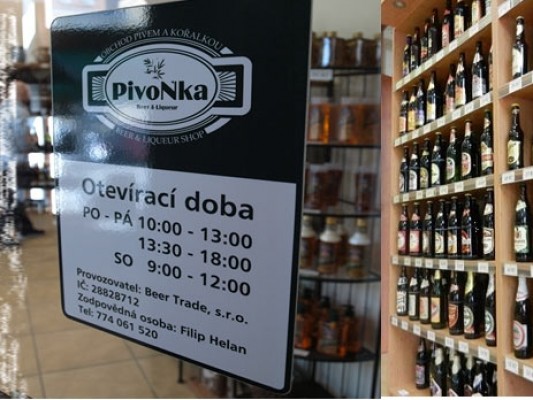 OBCHOD PIVEM A KOŘALKOU
PivoŇka
Beer & Liqueur
BEER & LIQUEUR SHOP
Otevírací doba
PO - PÁ 10:00 - 13:00
13:30 - 18:00
SO 9:00 - 12:00
Provozovatel: Beer Trade, s.r.o.
IČ: 28828712
Zodpovědná osoba: Filip Helan
Tel: 774 061 520